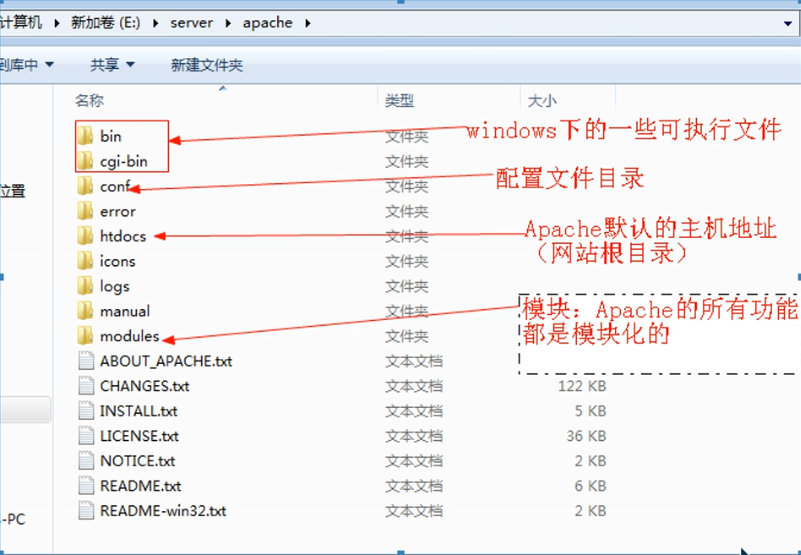 计算机 ▸ 新加卷 (E:) ▸ server ▸ apache ▸
到库中 共享 新建文件夹
名称 类型 大小
bin 文件夹
windows下的一些可执行文件
cgi-bin 文件夹
位置
conf 文件夹
配置文件目录
error 文件夹
htdocs 文件夹
Apache默认的主机地址
（网站根目录）
icons 文件夹
logs 文件夹
manual 文件夹
模块：Apache的所有功能
都是模块化的
modules 文件夹
ABOUT_APACHE.txt 文本文档
CHANGES.txt 文本文档 122 KB
INSTALL.txt 文本文档 5 KB
LICENSE.txt 文本文档 36 KB
NOTICE.txt 文本文档 2 KB
README.txt 文本文档 6 KB
README-win32.txt 文本文档 2 KB
-PC